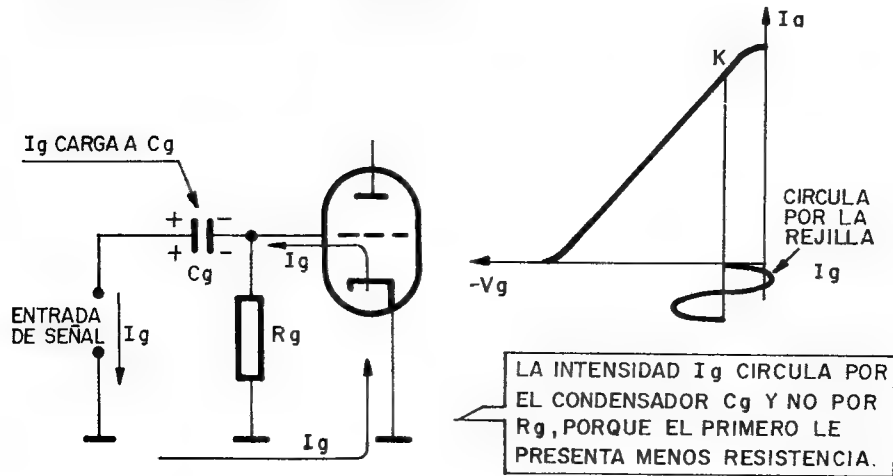 Ig CARGA A Cg
+ -
+ -
Cg
Ig
ENTRADA
DE SEÑAL
Ig
Rg
Ig
Ia
K
CIRCULA
POR LA
REJILLA
-Vg
Ig
LA INTENSIDAD Ig CIRCULA POR
EL CONDENSADOR Cg Y NO POR
Rg, PORQUE EL PRIMERO LE
PRESENTA MENOS RESISTENCIA.